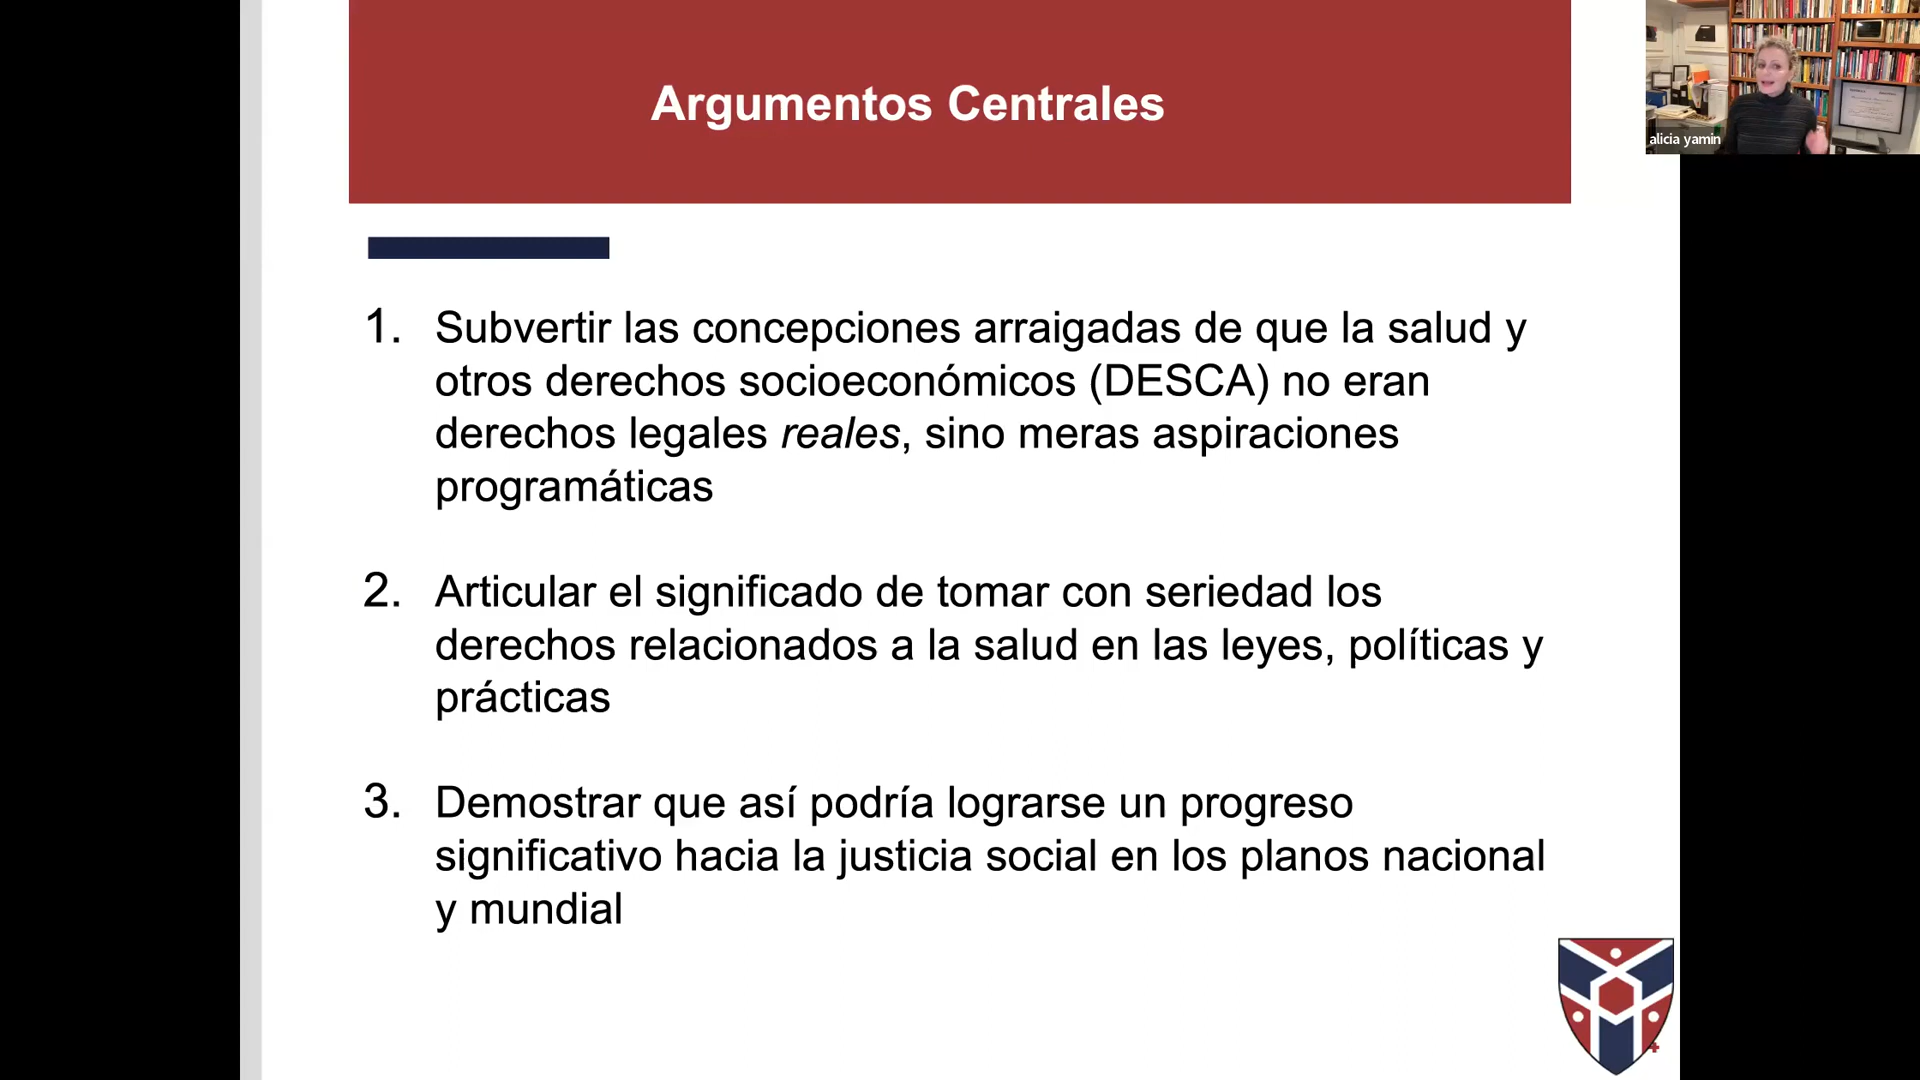 Argumentos Centrales
alicia yamin
1. Subvertir las concepciones arraigadas de que la salud y
otros derechos socioeconómicos (DESCA) no eran
derechos legales reales, sino meras aspiraciones
programáticas
2. Articular el significado de tomar con seriedad los
derechos relacionados a la salud en las leyes, políticas y
prácticas
3. Demostrar que así podría lograrse un progreso
significativo hacia la justicia social en los planos nacional
y mundial